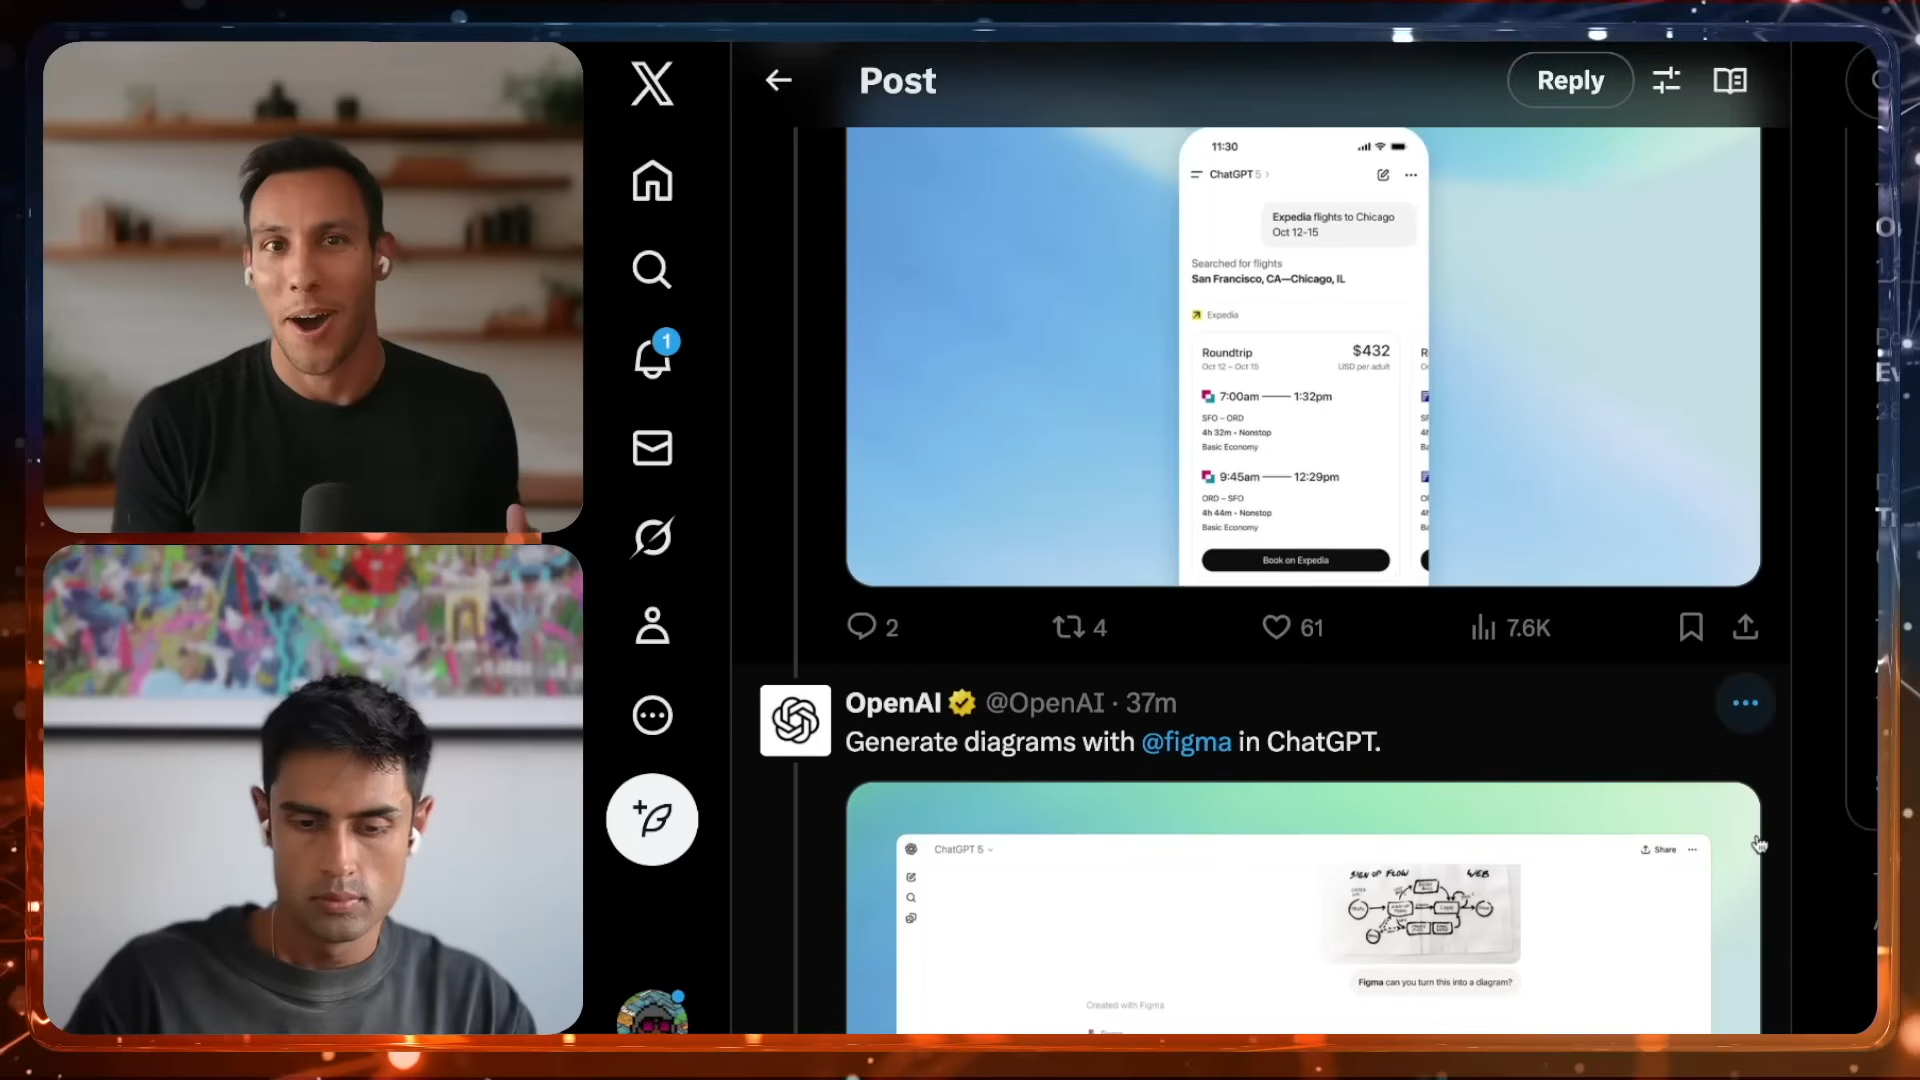 Post
Reply
1
11:30
ChatGPT 5 >
Expedia flights to Chicago
Oct 12-15
Searched for flights
San Francisco, CA—Chicago, IL
Expedia
Roundtrip
$432
Oct 12 – Oct 15
USD per adult
7:00am
1:32pm
SFO – ORD
4h 32m • Nonstop
Basic Economy
9:45am
12:29pm
ORD – SFO
4h 44m • Nonstop
Basic Economy
Book on Expedia
2
4
61
7.6K
OpenAI @OpenAI · 37m
Generate diagrams with @figma in ChatGPT.
ChatGPT 5
Share
SIGN UP FLOW
WEB
Figma can you turn this into a diagram?
Created with Figma